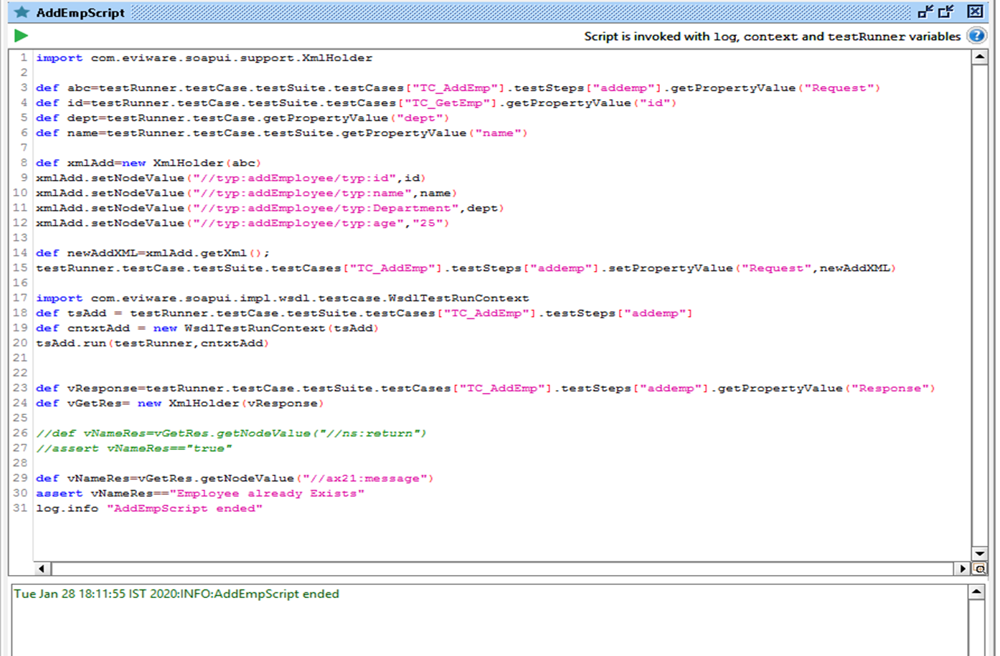 AddEmpScript
Script is invoked with log, context and testRunner variables
1 import com.eviware.soapui.support.XmlHolder
2
3 def abc=testRunner.testCase.testSuite.testCases["TC_AddEmp"].testSteps["addemp"].getPropertyValue("Request")
4 def id=testRunner.testCase.testSuite.testCases["TC_GetEmp"].getPropertyValue("id")
5 def dept=testRunner.testCase.getPropertyValue("dept")
6 def name=testRunner.testCase.testSuite.getPropertyValue("name")
7
8 def xmlAdd=new XmlHolder(abc)
9 xmlAdd.setNodeValue("//typ:addEmployee/typ:id",id)
10 xmlAdd.setNodeValue("//typ:addEmployee/typ:name",name)
11 xmlAdd.setNodeValue("//typ:addEmployee/typ:Department",dept)
12 xmlAdd.setNodeValue("//typ:addEmployee/typ:age","25")
13
14 def newAddXML=xmlAdd.getXml();
15 testRunner.testCase.testSuite.testCases["TC_AddEmp"].testSteps["addemp"].setPropertyValue("Request",newAddXML)
16
17 import com.eviware.soapui.impl.wsdl.testcase.WsdlTestRunContext
18 def tsAdd = testRunner.testCase.testSuite.testCases["TC_AddEmp"].testSteps["addemp"]
19 def cntxtAdd = new WsdlTestRunContext(tsAdd)
20 tsAdd.run(testRunner,cntxtAdd)
21
22
23 def vResponse=testRunner.testCase.testSuite.testCases["TC_AddEmp"].testSteps["addemp"].getPropertyValue("Response")
24 def vGetRes= new XmlHolder(vResponse)
25
26 //def vNameRes=vGetRes.getNodeValue("//ns:return")
27 //assert vNameRes=="true"
28
29 def vNameRes=vGetRes.getNodeValue("//ax21:message")
30 assert vNameRes=="Employee already Exists"
31 log.info "AddEmpScript ended"
Tue Jan 28 18:11:55 IST 2020:INFO:AddEmpScript ended